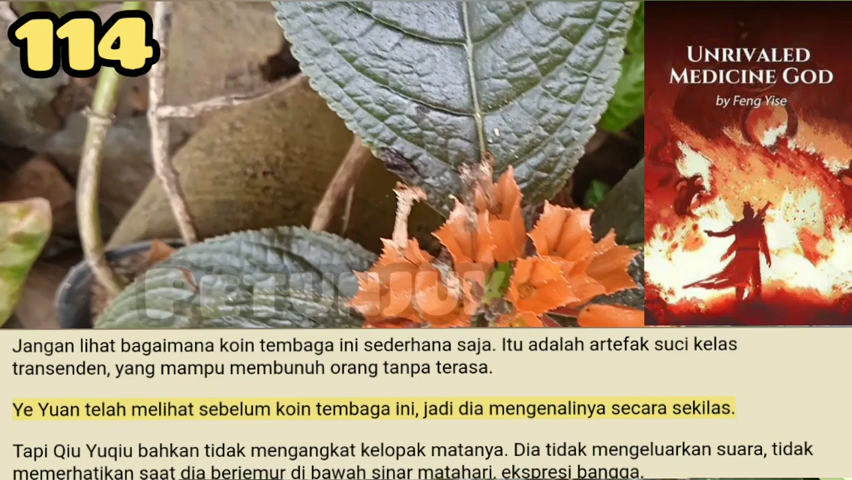 114
UNRIVALED
MEDICINE GOD
by Feng Yise
PETUNJUK
Jangan lihat bagaimana koin tembaga ini sederhana saja. Itu adalah artefak suci kelas
transenden, yang mampu membunuh orang tanpa terasa.
Ye Yuan telah melihat sebelum koin tembaga ini, jadi dia mengenalinya secara sekilas.
Tapi Qiu Yuqiu bahkan tidak mengangkat kelopak matanya. Dia tidak mengeluarkan suara, tidak
memerhatikan saat dia berjemur di bawah sinar matahari, ekspresi bangga.